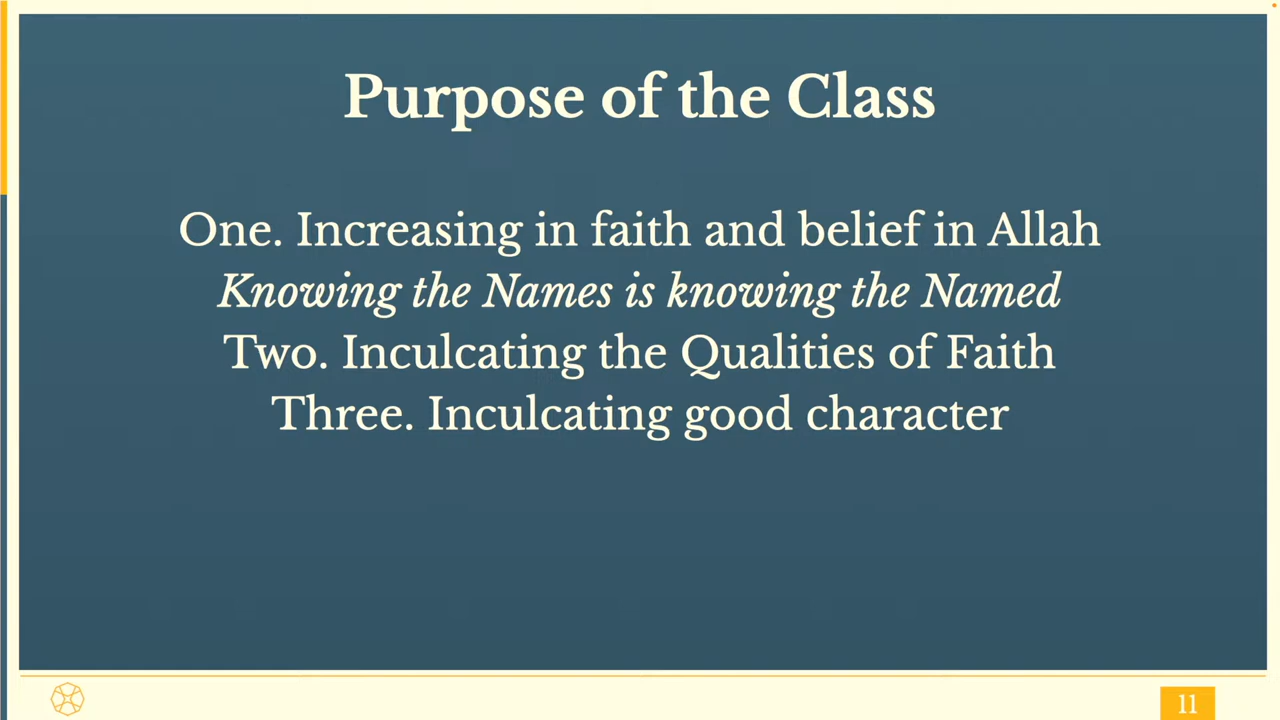 Purpose of the Class
One. Increasing in faith and belief in Allah
Knowing the Names is knowing the Named
Two. Inculcating the Qualities of Faith
Three. Inculcating good character
11